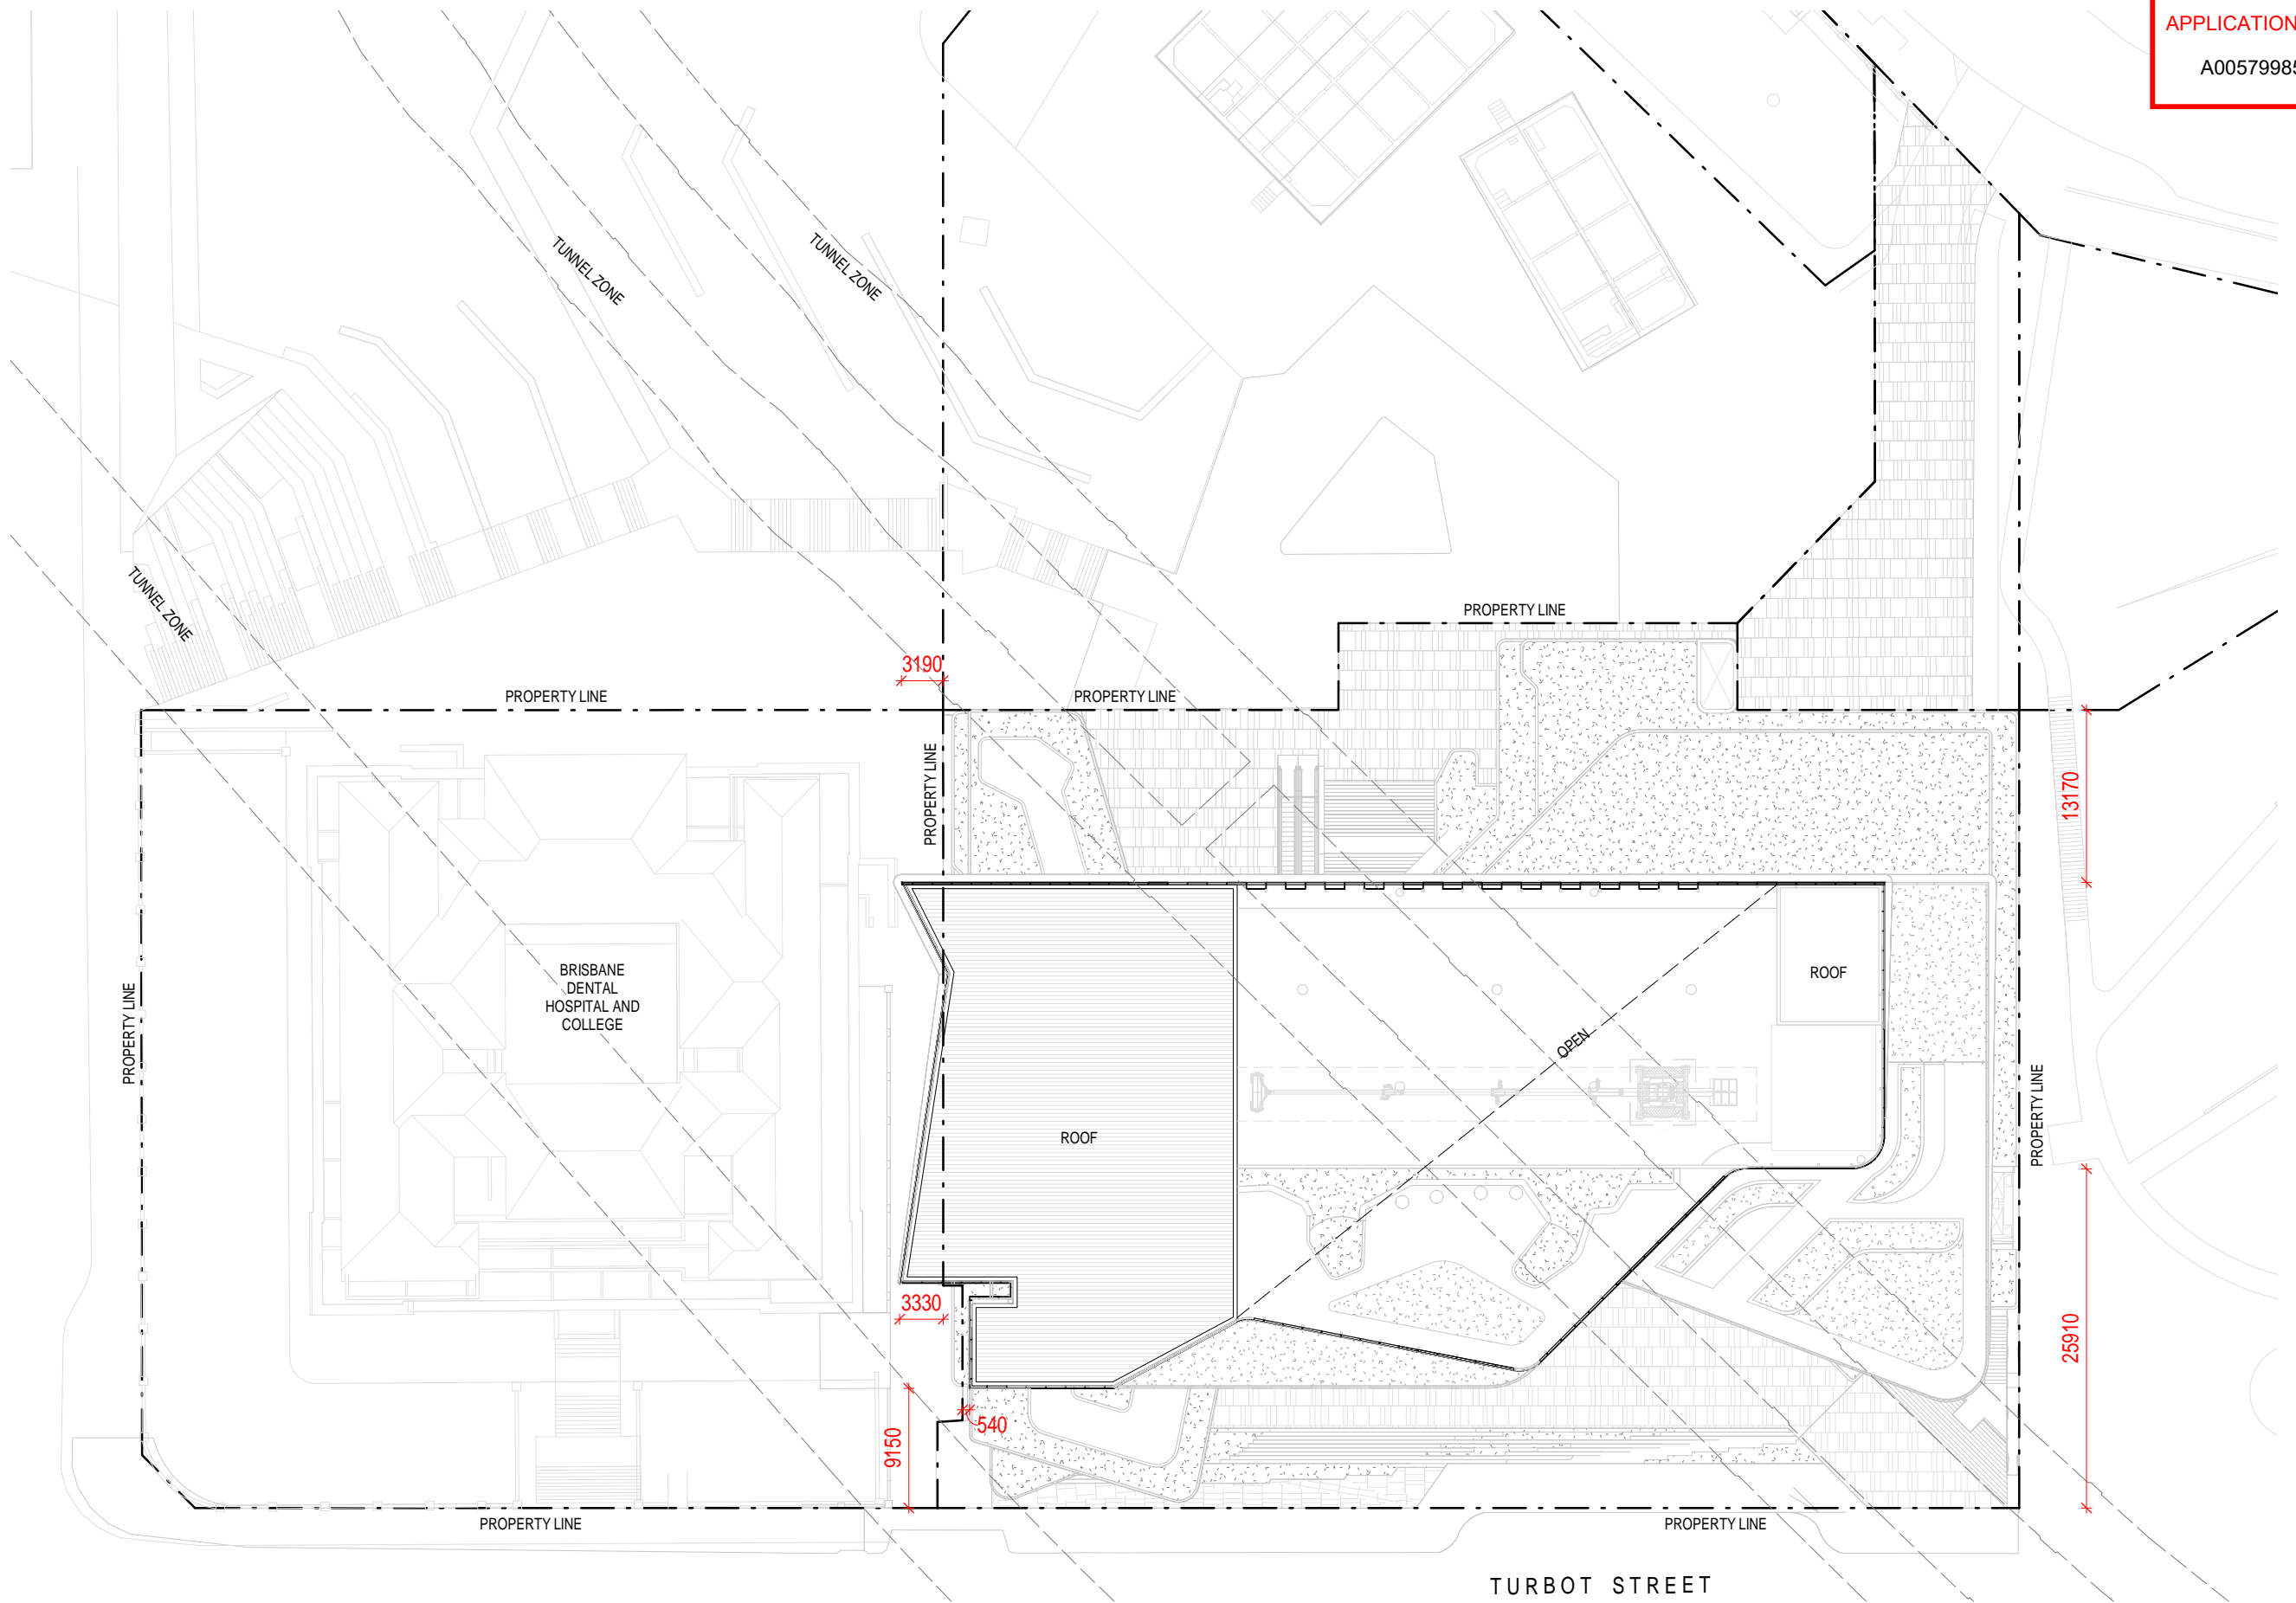 APPLICATION
A00579985
TUNNEL ZONE
TUNNEL ZONE
TUNNEL ZONE
PROPERTY LINE
3190
PROPERTY LINE
PROPERTY LINE
PROPERTY LINE
13170
BRISBANE
DENTAL
HOSPITAL AND
COLLEGE
ROOF
PROPERTY LINE
OPEN
PROPERTY LINE
ROOF
3330
25910
540
9150
PROPERTY LINE
PROPERTY LINE
TURBOT STREET